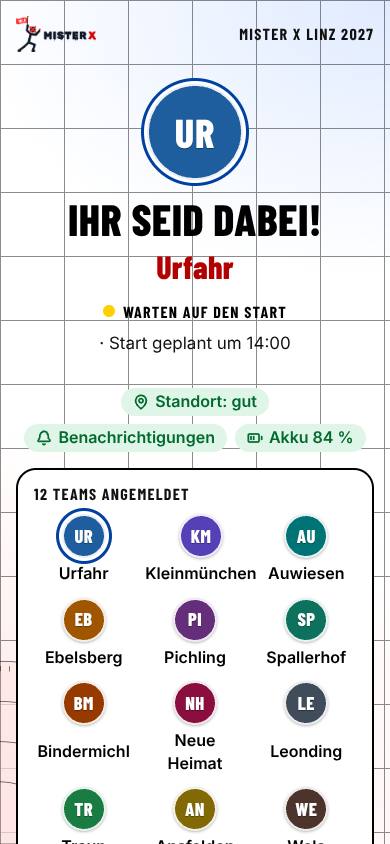 MISTER X
MISTER X LINZ 2027
UR
IHR SEID DABEI!
Urfahr
WARTEN AUF DEN START
· Start geplant um 14:00
Standort: gut
Benachrichtigungen
Akku 84 %
12 TEAMS ANGEMELDET
UR KM AU
Urfahr Kleinmünchen Auwiesen
EB PI SP
Ebelsberg Pichling Spallerhof
BM NH LE
Bindermichl Neue Heimat Leonding
TR AN WE